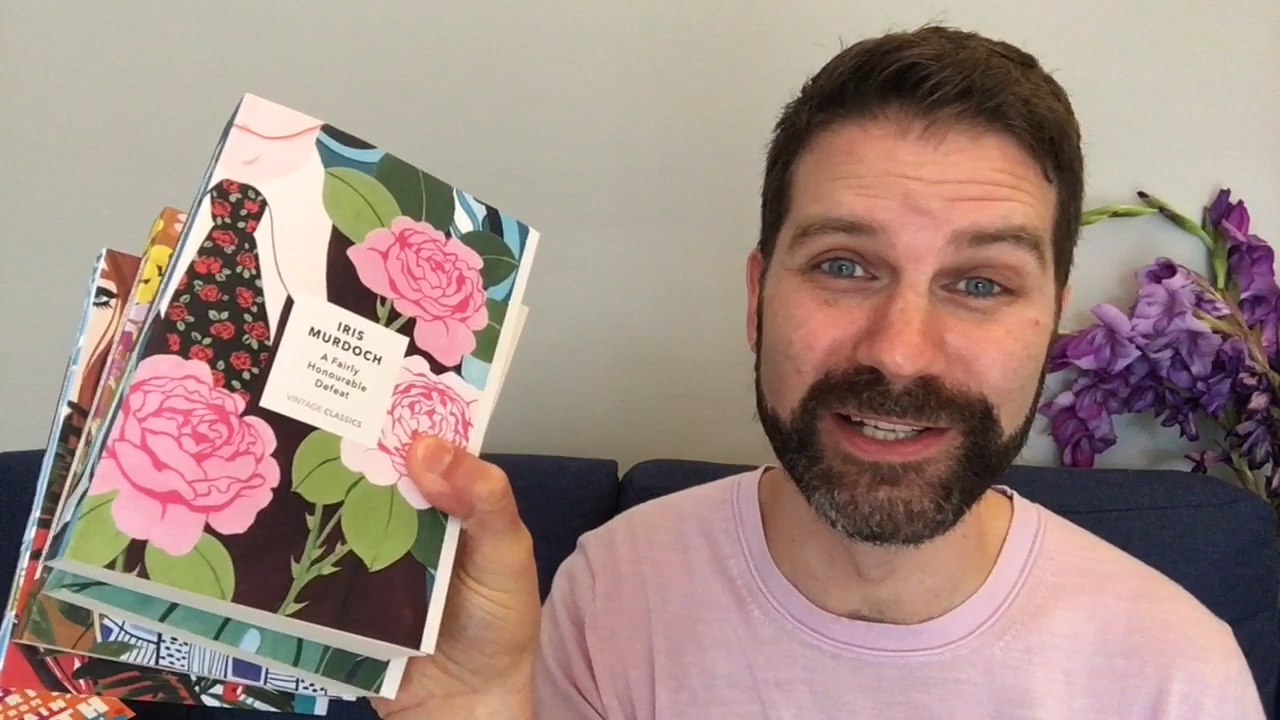 IRIS
MURDOCH
A Fairly
Honourable
Defeat
VINTAGE CLASSICS